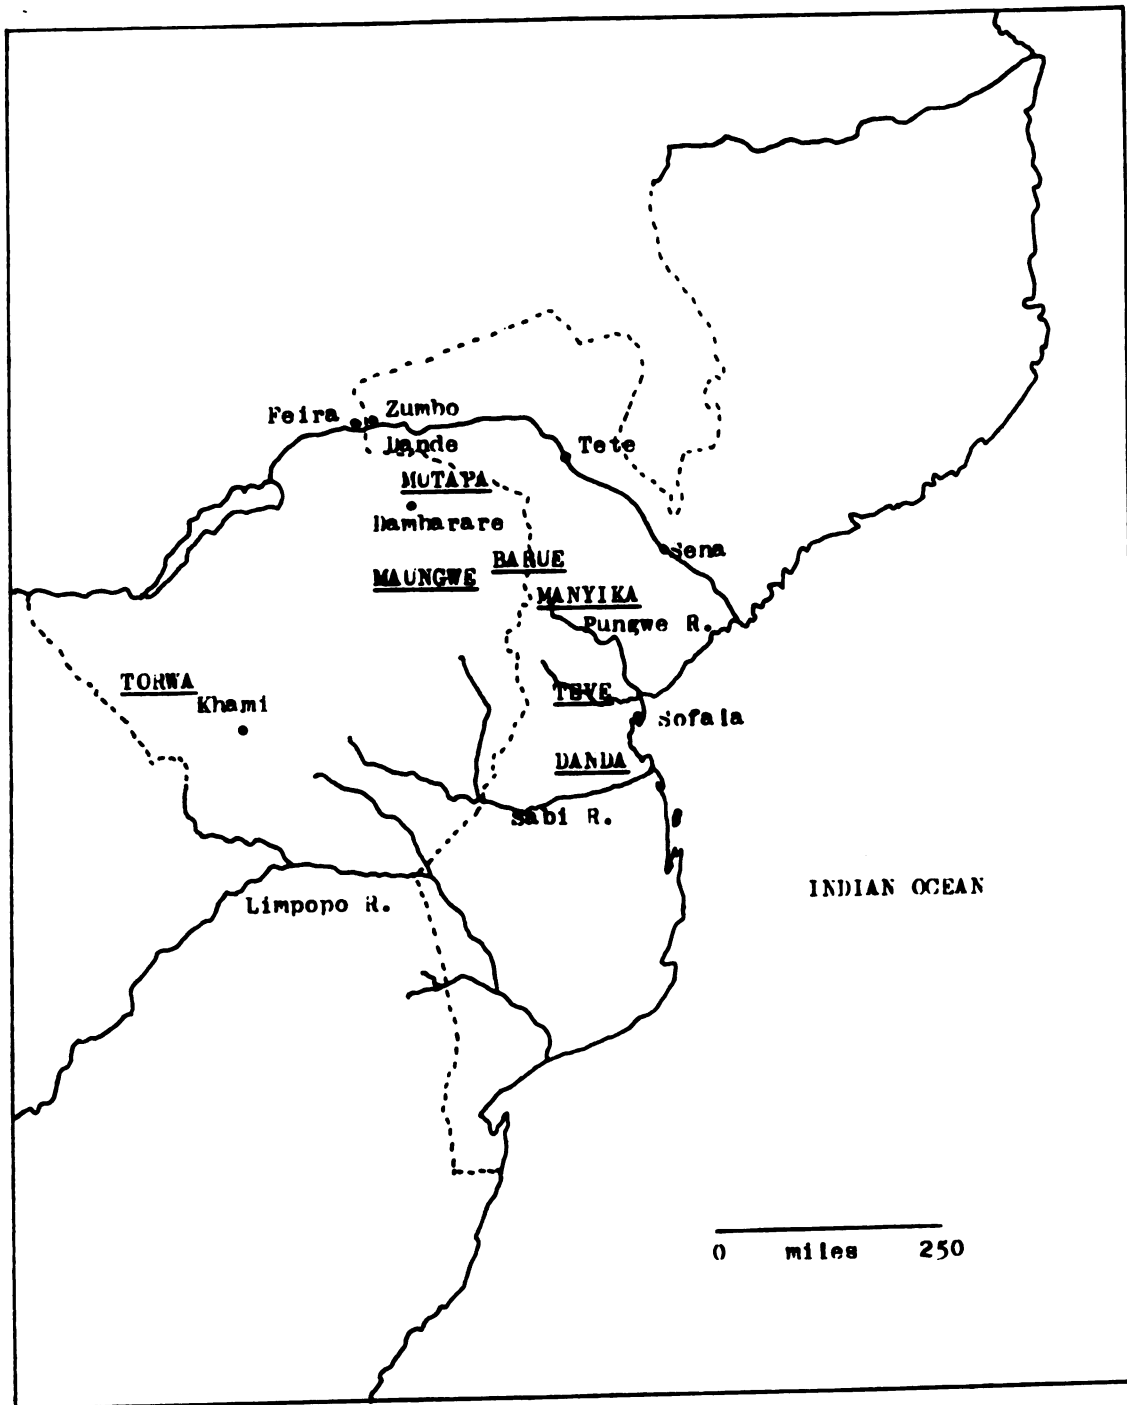 Feira
Zumbo
Dande
Tete
MUTAPA
Dambarare
Sena
BARUE
MAUNGWE
MANYIKA
Pungwe R.
TORWA
Khami
TEVE
Sofala
DANDA
Sabi R.
INDIAN OCEAN
Limpopo R.
0 miles 250